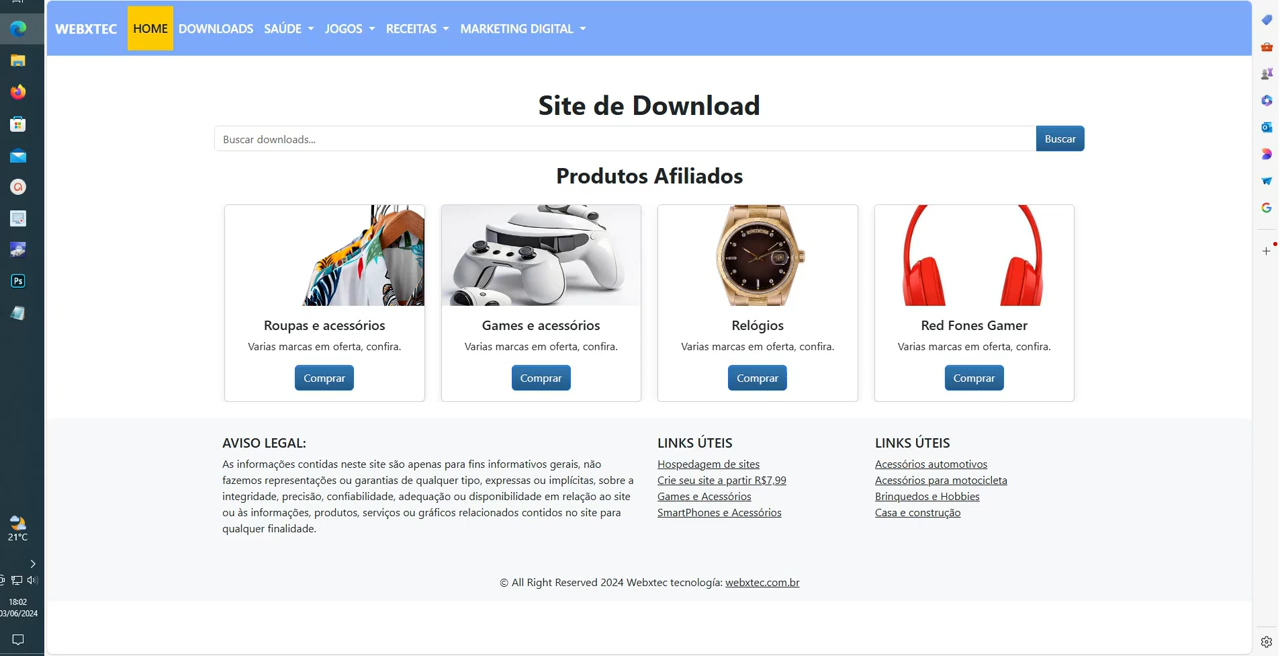 WEBXTEC HOME DOWNLOADS SAÚDE JOGOS RECEITAS MARKETING DIGITAL
Site de Download
Buscar downloads... Buscar
Produtos Afiliados
Roupas e acessórios
Varias marcas em oferta, confira.
Comprar
Games e acessórios
Varias marcas em oferta, confira.
Comprar
Relógios
Varias marcas em oferta, confira.
Comprar
Red Fones Gamer
Varias marcas em oferta, confira.
Comprar
AVISO LEGAL:
As informações contidas neste site são apenas para fins informativos gerais, não
fazemos representações ou garantias de qualquer tipo, expressas ou implícitas, sobre a
integridade, precisão, confiabilidade, adequação ou disponibilidade em relação ao site
ou às informações, produtos, serviços ou gráficos relacionados contidos no site para
qualquer finalidade.
LINKS ÚTEIS
Hospedagem de sites
Crie seu site a partir R$7,99
Games e Acessórios
SmartPhones e Acessórios
LINKS ÚTEIS
Acessórios automotivos
Acessórios para motocicleta
Brinquedos e Hobbies
Casa e construção
© All Right Reserved 2024 Webxtec tecnología: webxtec.com.br
Ps
21°C
18:02
03/06/2024